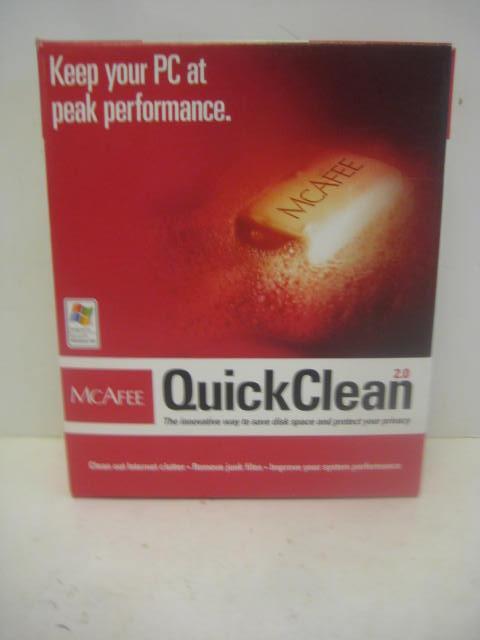 Keep your PC at
peak performance.
MCAFEE
MCAFEE
QuickClean 2.0
The innovative way to save disk space and protect your privacy
Clean out Internet clutter • Remove junk files • Improve your system performance